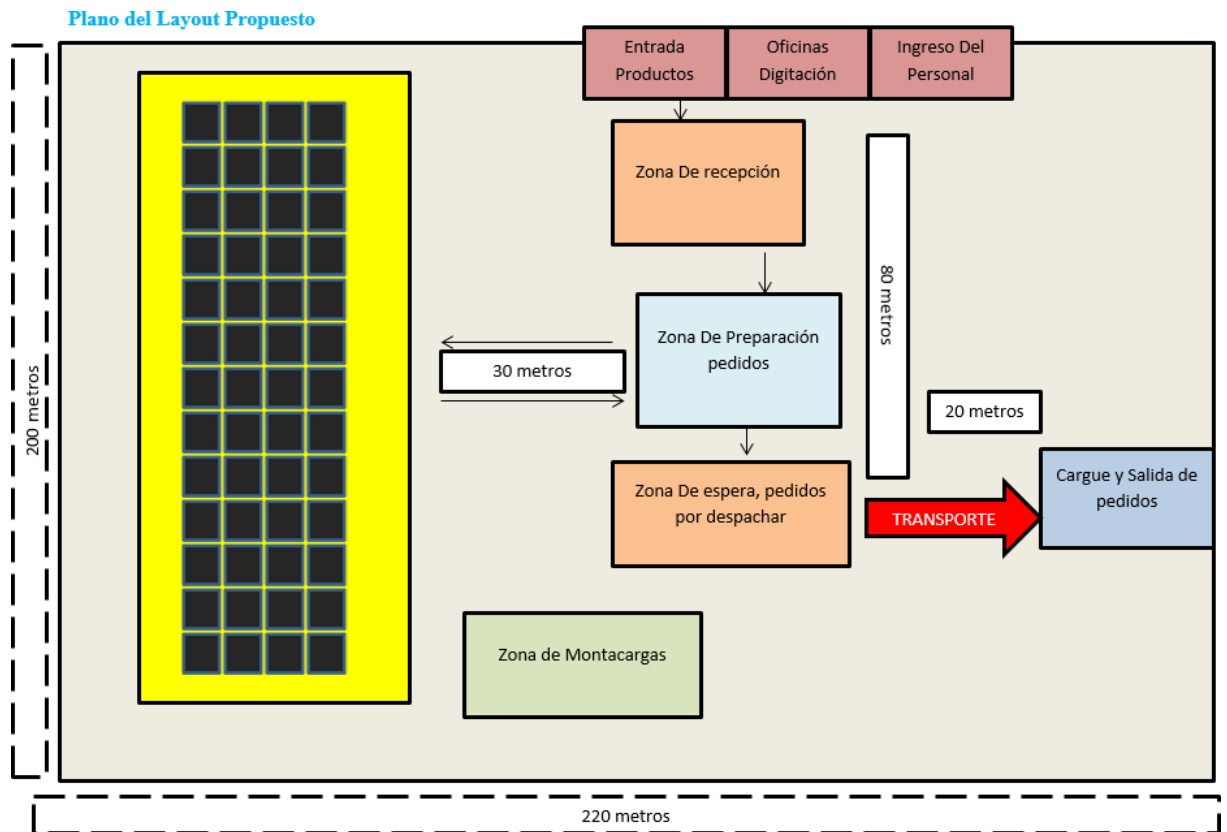 Plano del Layout Propuesto
Entrada
Productos
Oficinas
Digitación
Ingreso Del
Personal
Zona De recepción
80 metros
Zona De Preparación
pedidos
30 metros
20 metros
200 metros
Zona De espera, pedidos
por despachar
TRANSPORTE
Cargue y Salida de
pedidos
Zona de Montacargas
220 metros